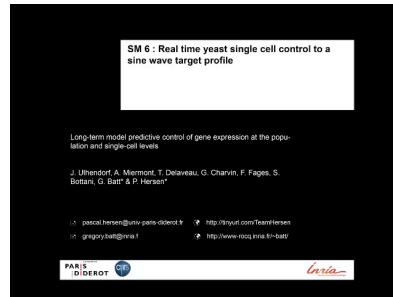 SM 6 : Real time yeast single cell control to a
sine wave target profile
Long-term model predictive control of gene expression at the popu-
lation and single-cell levels
J. Ulhendorf, A. Miermont, T. Delaveau, G. Charvin, F. Fages, S.
Bottani, G. Batt* & P. Hersen*
pascal.hersen@univ-paris-diderot.fr http://tinyurl.com/TeamHersen
gregory.batt@inria.f http://www-rocq.inria.fr/~batt/
PARIS
DIDEROT
cnrs
Inria